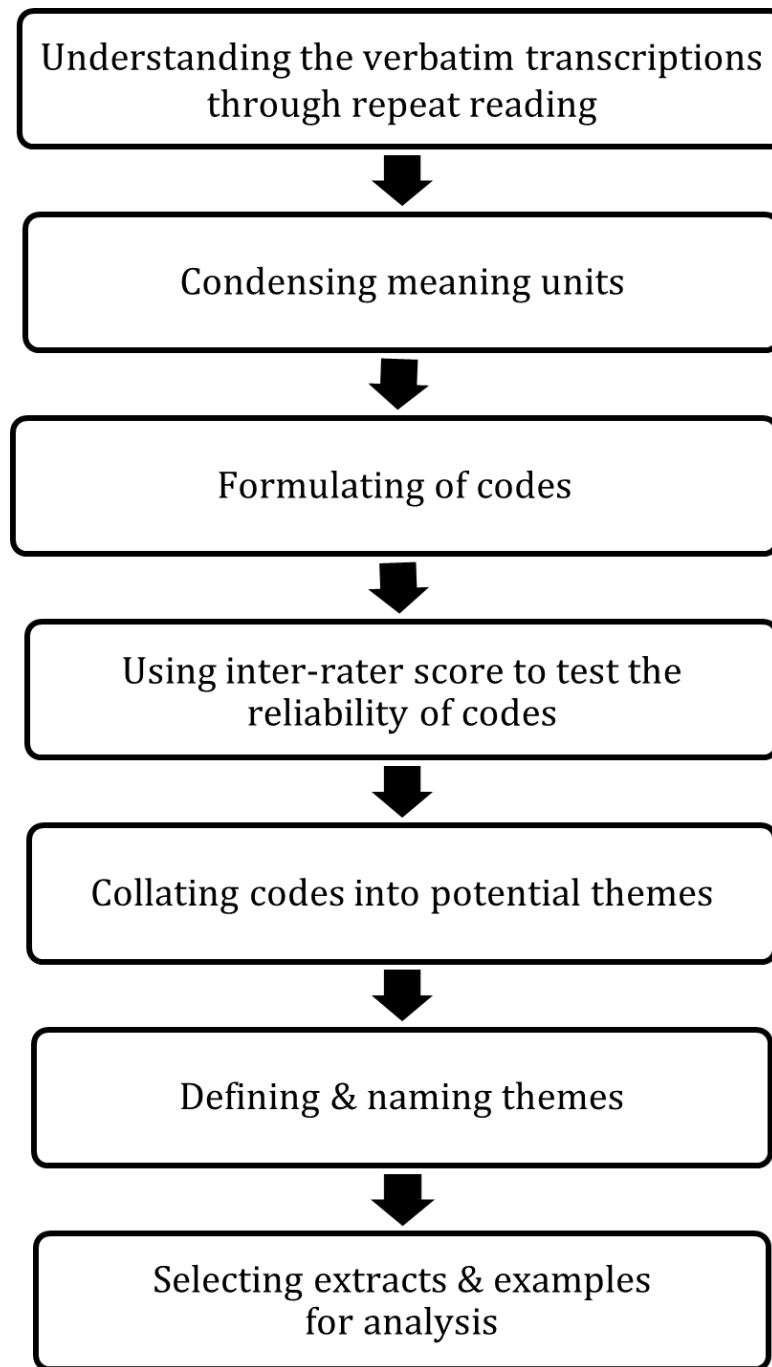 Understanding the verbatim transcriptions
through repeat reading
Condensing meaning units
Formulating of codes
Using inter-rater score to test the
reliability of codes
Collating codes into potential themes
Defining & naming themes
Selecting extracts & examples
for analysis